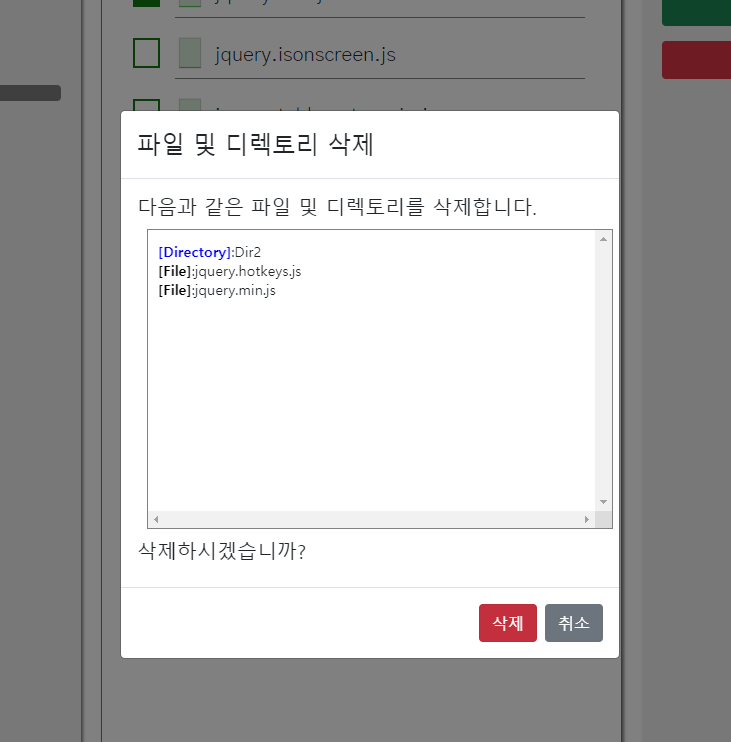 jquery.isonscreen.js
파일 및 디렉토리 삭제
다음과 같은 파일 및 디렉토리를 삭제합니다.
[Directory]:Dir2
[File]:jquery.hotkeys.js
[File]:jquery.min.js
삭제하시겠습니까?
삭제 취소